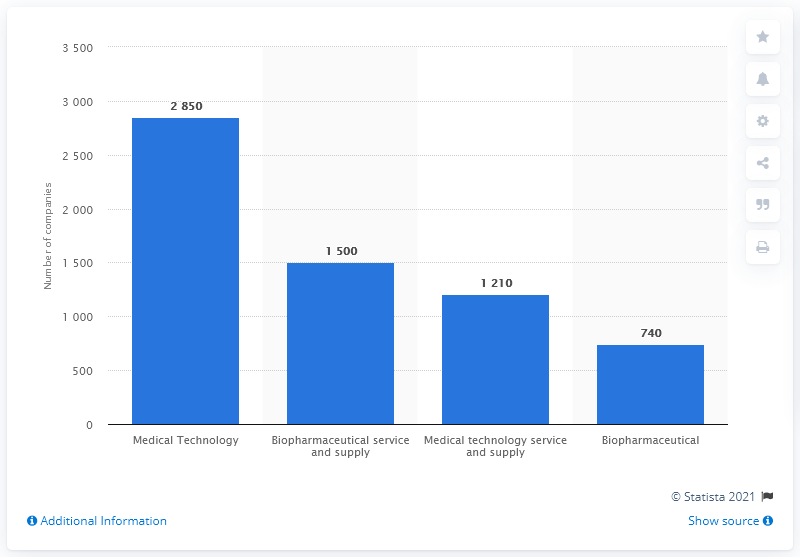 3 500
3 000
2 500
2 000
1 500
1 000
500
0
Number of companies
2 850
1 500
1 210
740
Medical Technology
Biopharmaceutical service
and supply
Medical technology service
and supply
Biopharmaceutical
© Statista 2021
Additional Information
Show source